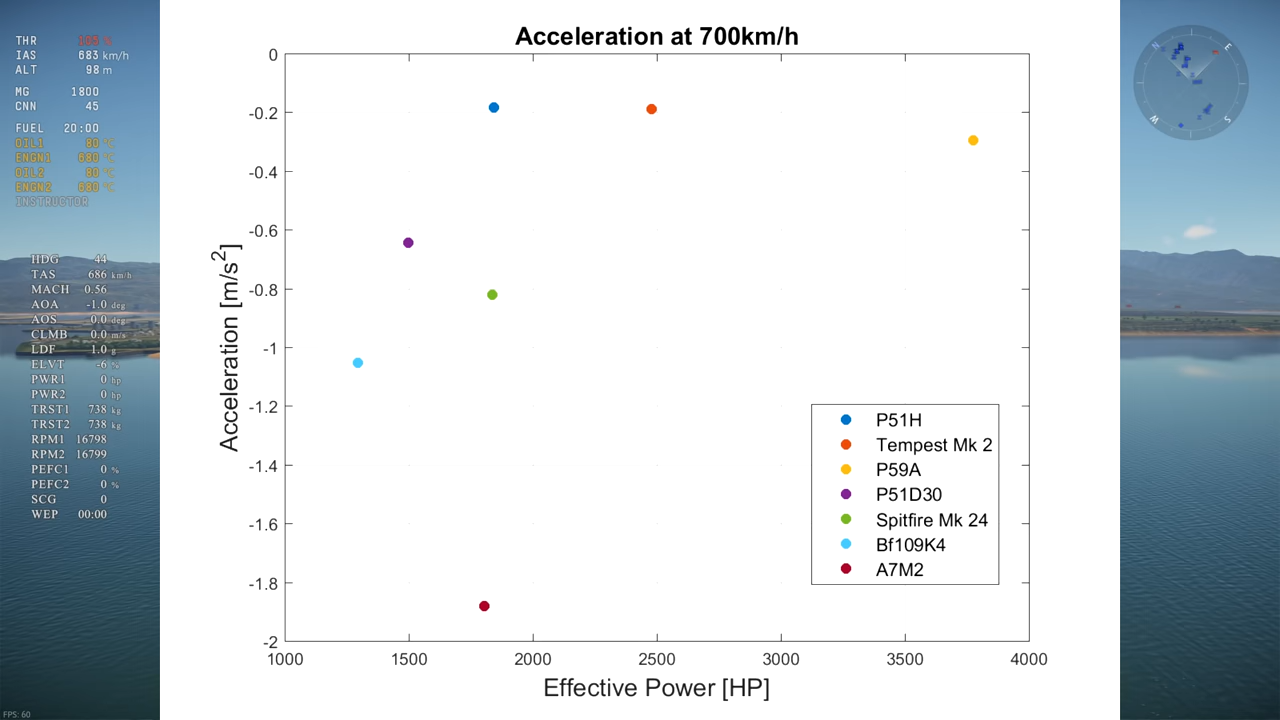 THR 103 %
IAS 683 km/h
ALT 98 m
MG 1800
CNN 45
FUEL 20:00
OIL1 80 °C
ENGN1 680 °C
OIL2 80 °C
ENGN2 680 °C
INSTRUCTOR
HDG 44
TAS 686 km/h
MACH 0.56
AOA -1.0 deg
AOS 0.0 deg
CLMB 0.0 m/s
LDF 1.0 g
ELVT -6 %
PWR1 0 hp
PWR2 0 hp
TRST1 738 kg
TRST2 738 kg
RPM1 16798
RPM2 16799
PEFC1 0 %
PEFC2 0 %
SCG 0
WEP 00:00
FPS: 60
Acceleration at 700km/h
Acceleration [m/s²]
0
-0.2
-0.4
-0.6
-0.8
-1
-1.2
-1.4
-1.6
-1.8
-2
1000 1500 2000 2500 3000 3500 4000
Effective Power [HP]
P51H
Tempest Mk 2
P59A
P51D30
Spitfire Mk 24
Bf109K4
A7M2
N E
W S